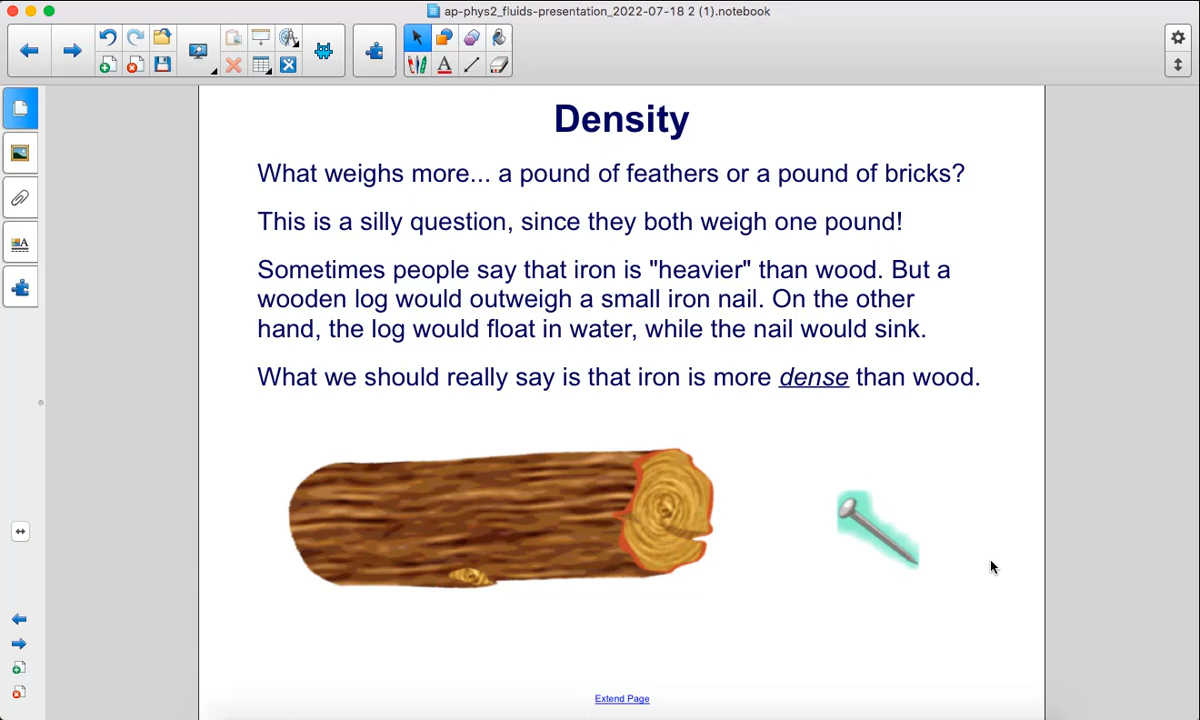 ap-phys2_fluids-presentation_2022-07-18 2 (1).notebook
Density
What weighs more... a pound of feathers or a pound of bricks?
This is a silly question, since they both weigh one pound!
Sometimes people say that iron is "heavier" than wood. But a
wooden log would outweigh a small iron nail. On the other
hand, the log would float in water, while the nail would sink.
What we should really say is that iron is more dense than wood.
Extend Page